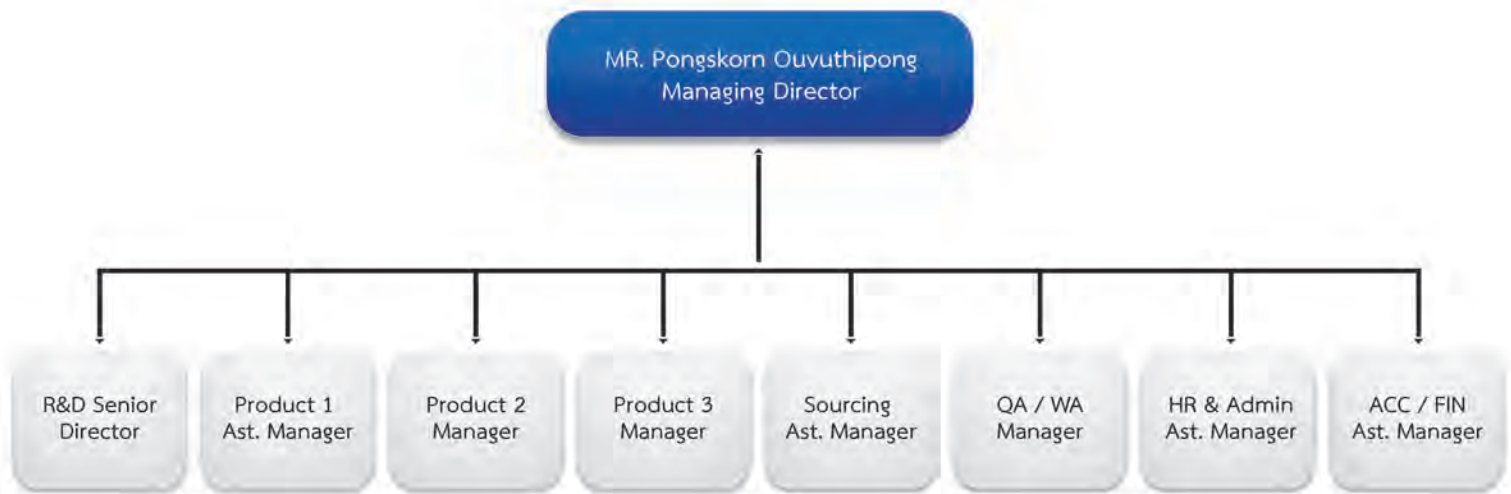 MR. Pongskorn Ouvuthipong
Managing Director
R&D Senior
Director
Product 1
Ast. Manager
Product 2
Manager
Product 3
Manager
Sourcing
Ast. Manager
QA / WA
Manager
HR & Admin
Ast. Manager
ACC / FIN
Ast. Manager